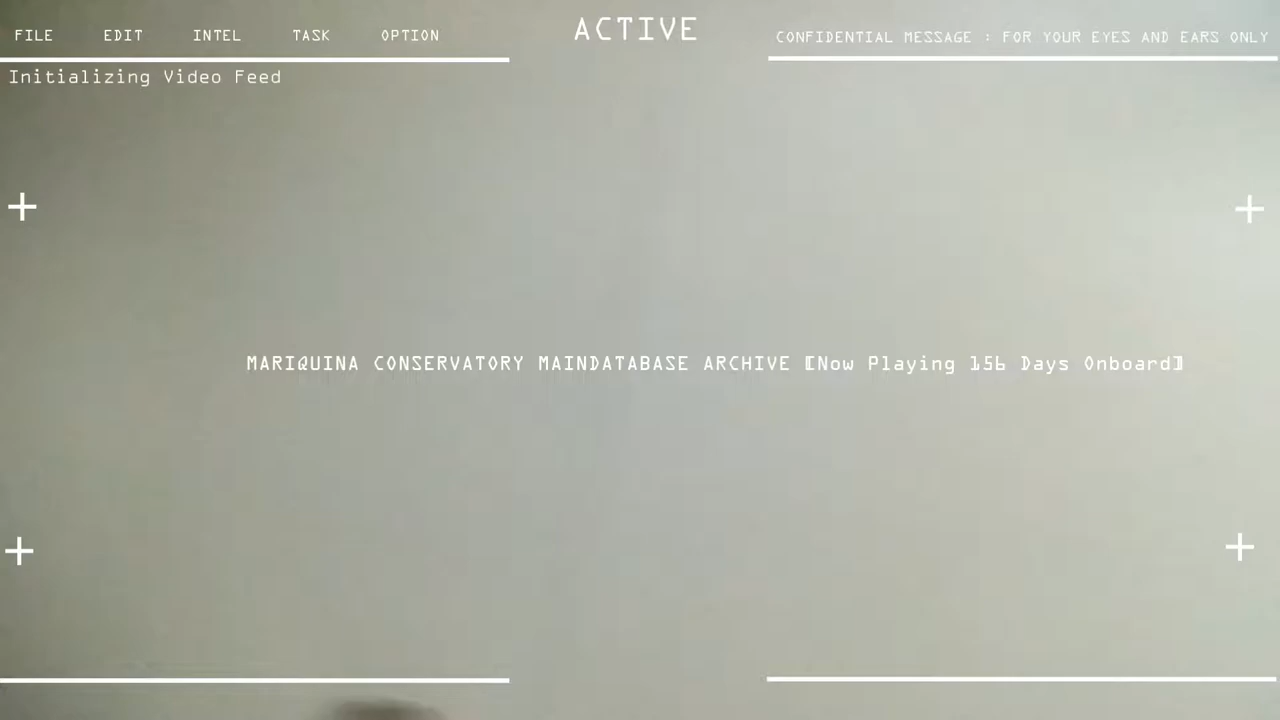 FILE EDIT INTEL TASK OPTION
ACTIVE
CONFIDENTIAL MESSAGE : FOR YOUR EYES AND EARS ONLY
Initializing Video Feed
MARIQUINA CONSERVATORY MAINDATABASE ARCHIVE [Now Playing 156 Days Onboard]